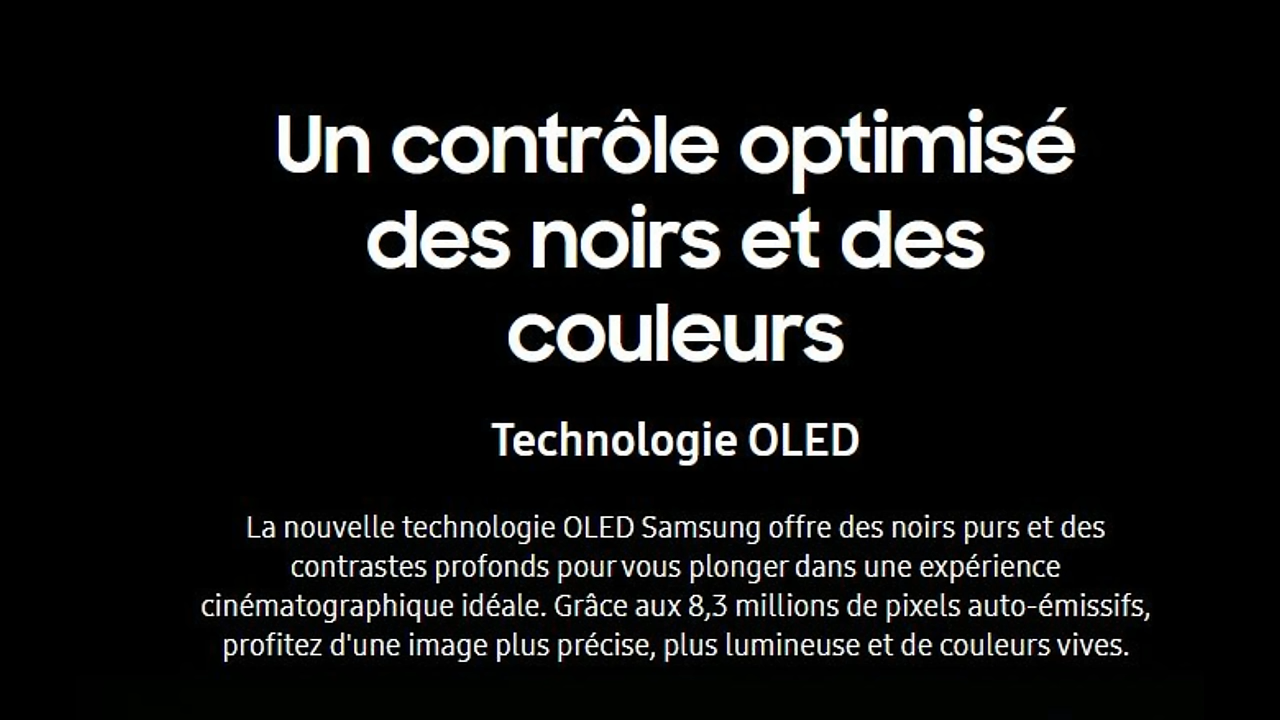 Un contrôle optimisé
des noirs et des
couleurs
Technologie OLED
La nouvelle technologie OLED Samsung offre des noirs purs et des
contrastes profonds pour vous plonger dans une expérience
cinématographique idéale. Grâce aux 8,3 millions de pixels auto-émissifs,
profitez d'une image plus précise, plus lumineuse et de couleurs vives.